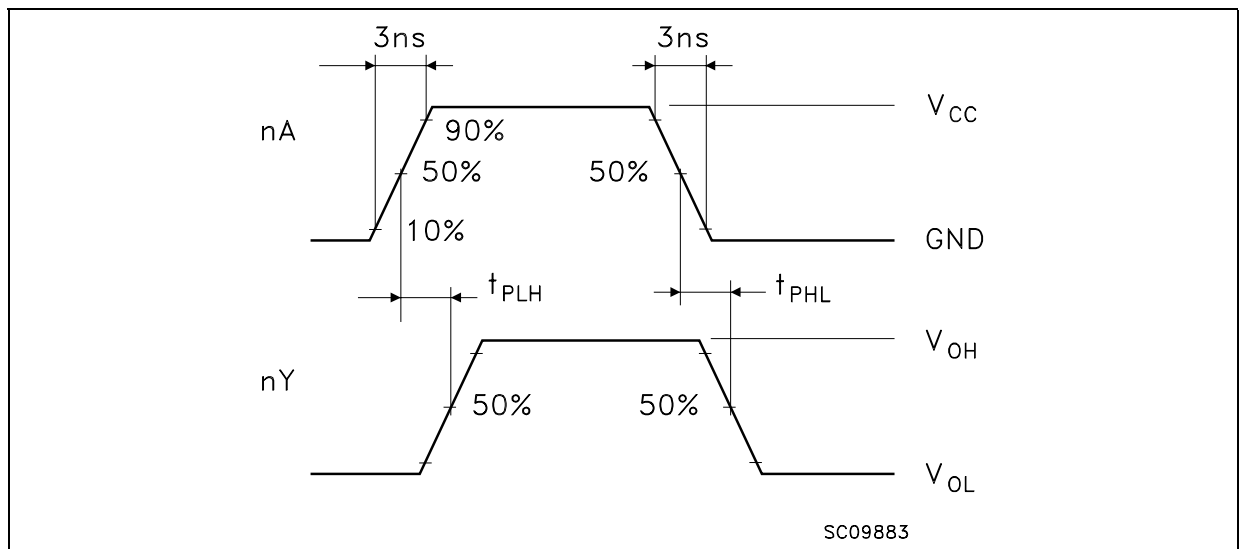 3ns 3ns
V_CC
nA
90%
50% 50%
10%
GND
t_PLH t_PHL
V_OH
nY
50% 50%
V_OL
SC09883